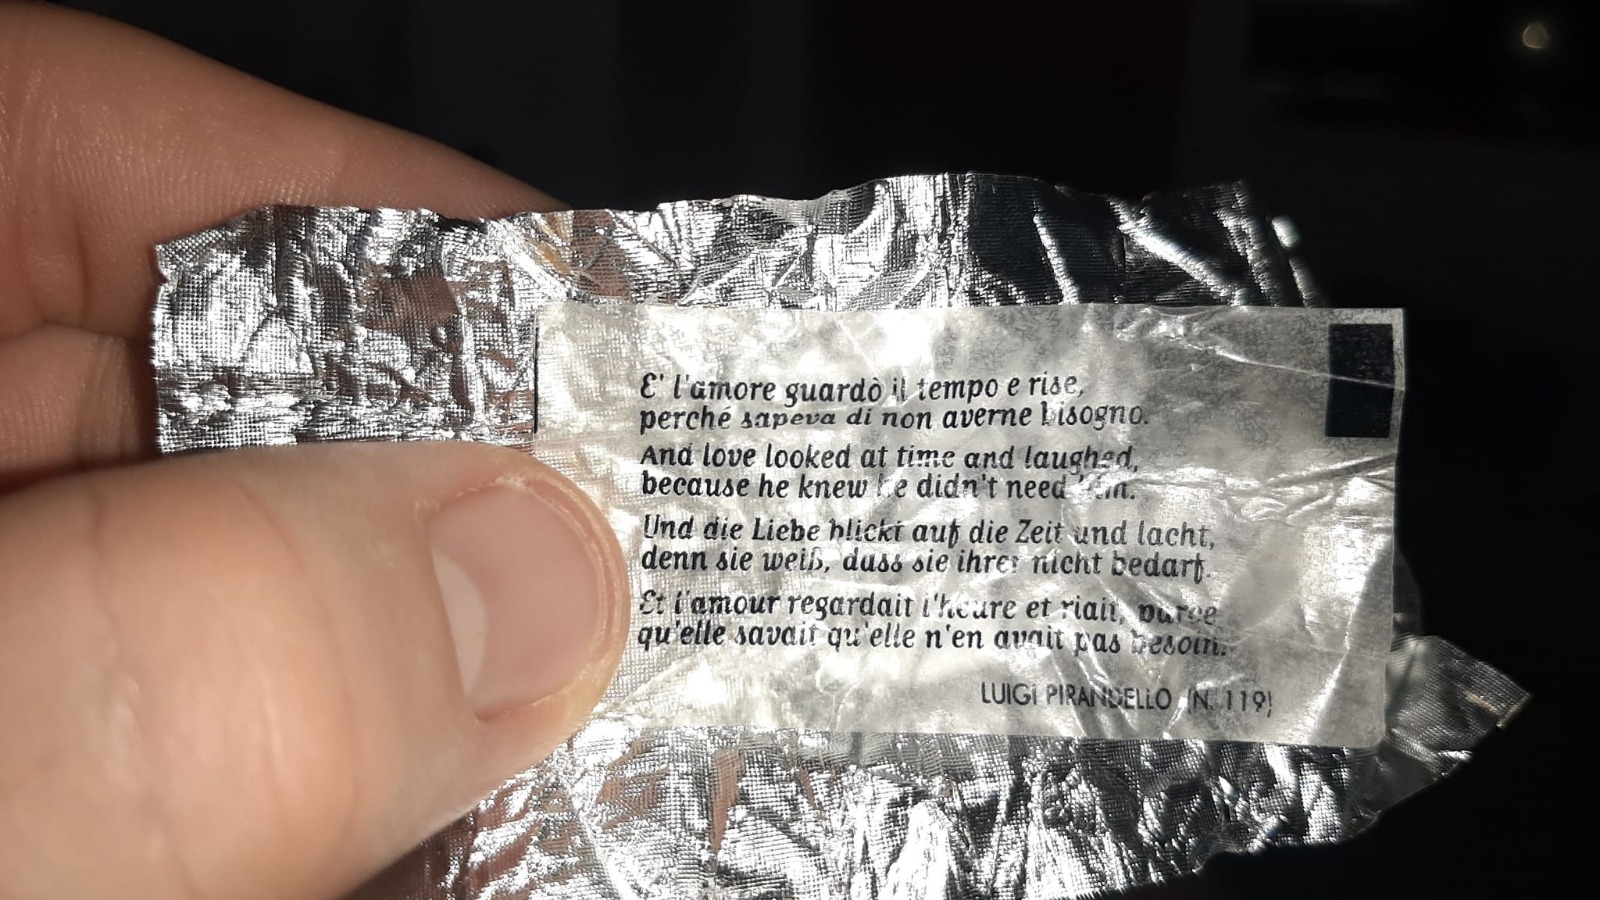 E' l'amore guardò il tempo e rise,
perché sapeva di non averne bisogno.
And love looked at time and laughed,
because he knew he didn't need him.
Und die Liebe blickt auf die Zeit und lacht,
denn sie weiß, dass sie ihrer nicht bedarf.
Et l'amour regardait l'heure et riait, parce
qu'elle savait qu'elle n'en avait pas besoin.
LUIGI PIRANDELLO (N. 119)